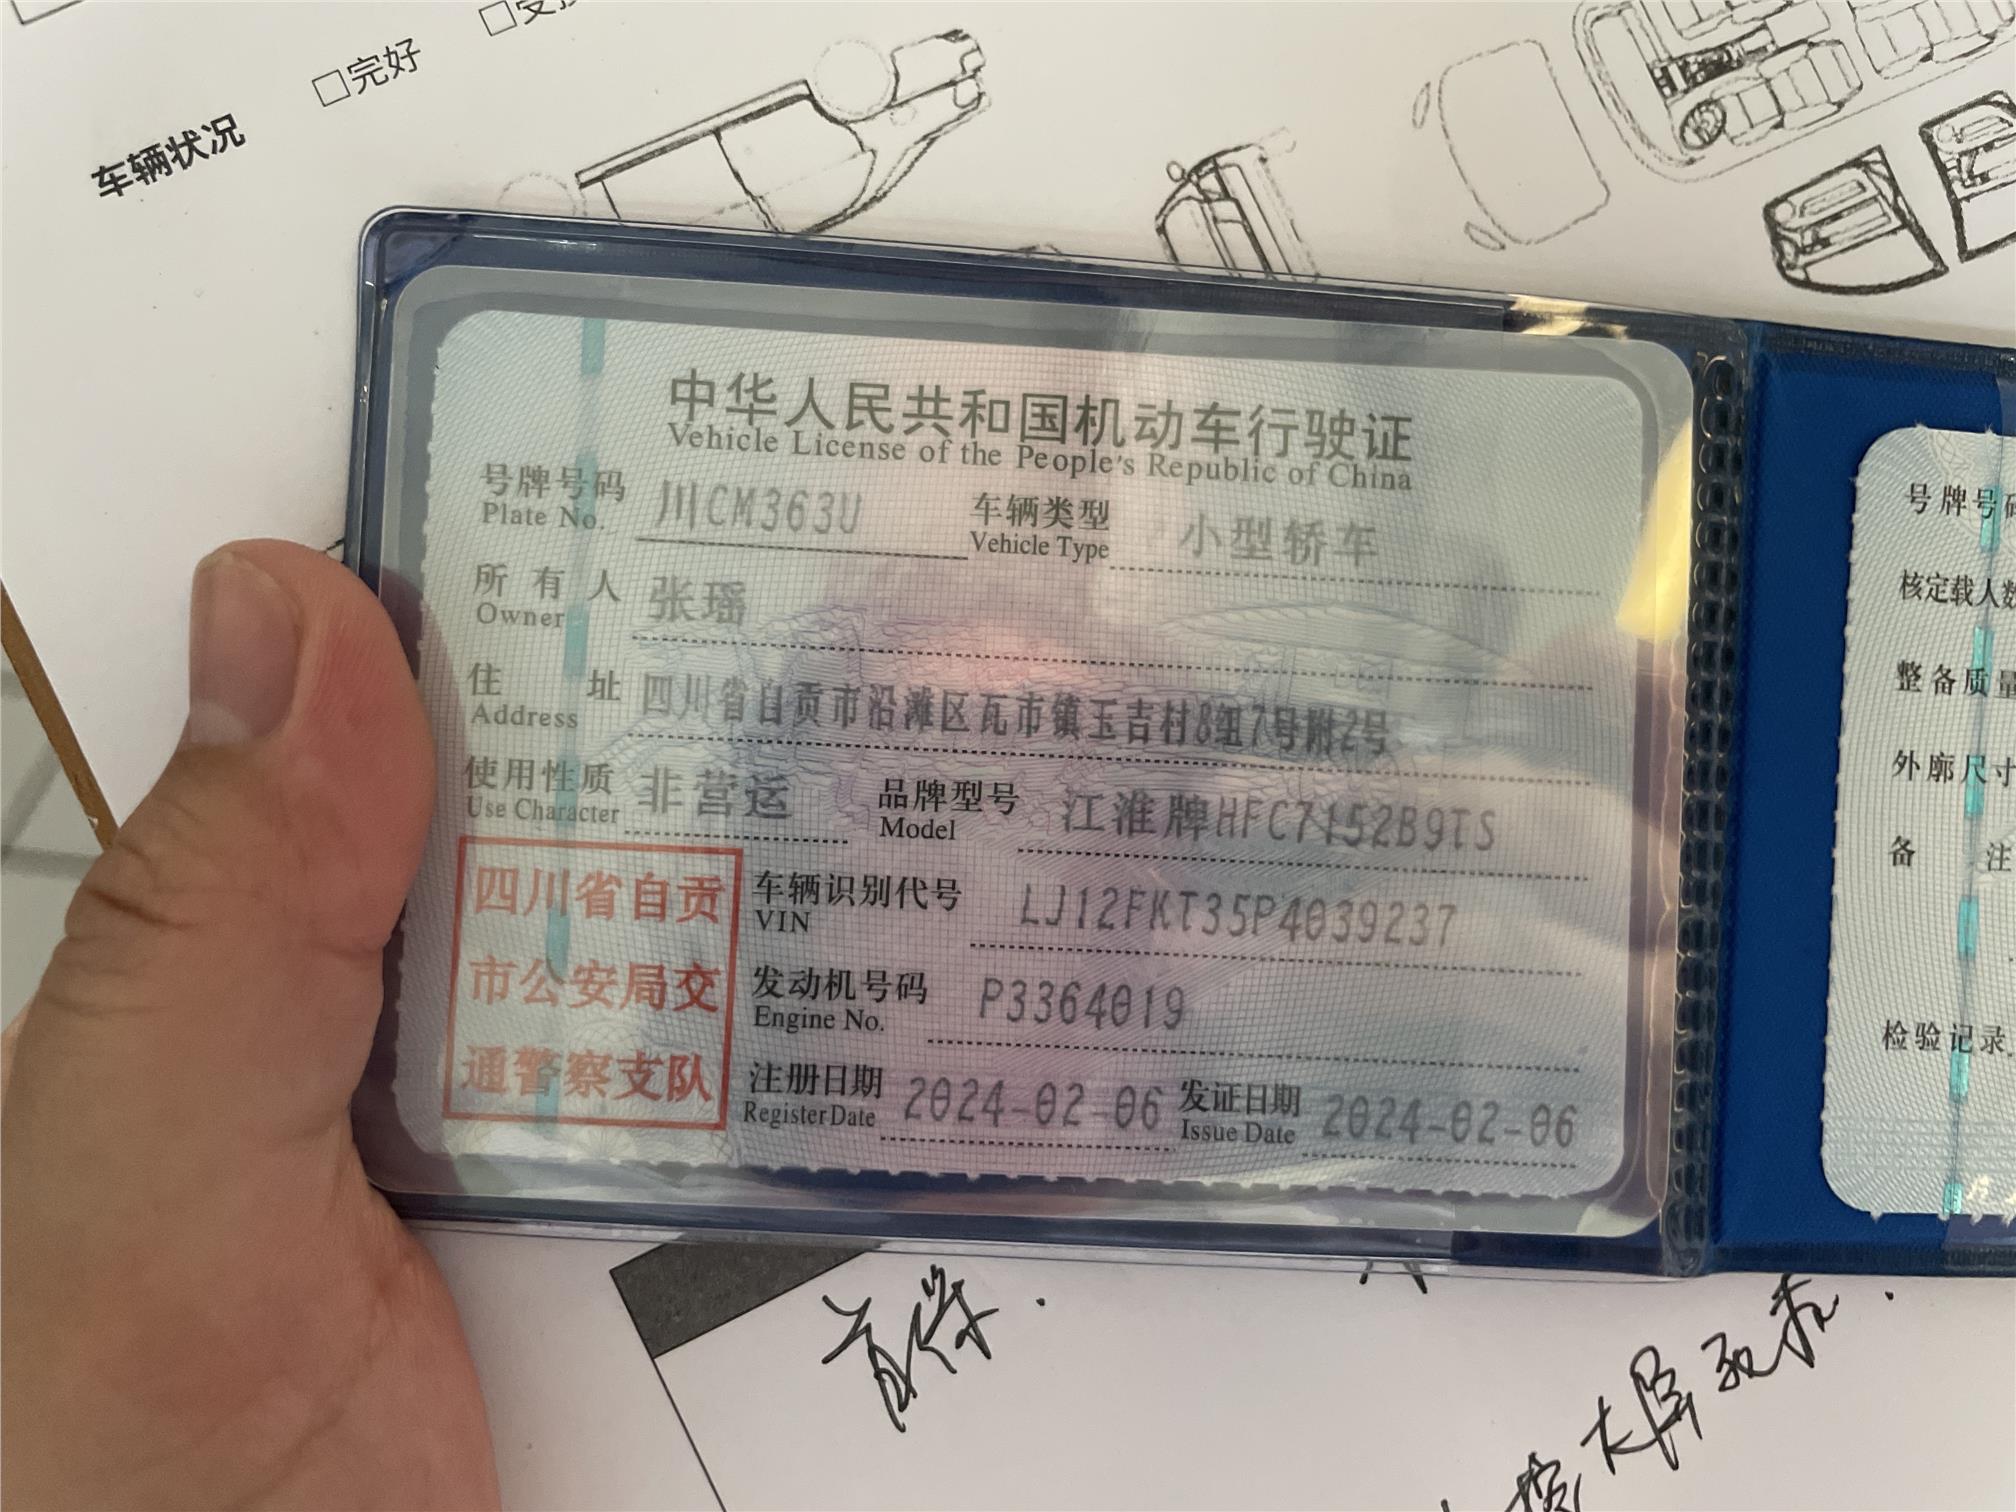 车辆状况
□完好
中华人民共和国机动车行驶证
Vehicle License of the People's Republic of China
号牌号码 川CM363U 车辆类型 小型轿车
Plate No. Vehicle Type
所有人 张瑶
Owner
住址 四川省自贡市沿滩区瓦市镇玉吉村8组7号附2号
Address
使用性质 非营运 品牌型号 江淮牌HFC7152B9TS
Use Character Model
四川省自贡
市公安局交
通警察支队
车辆识别代号 LJ12FKT35P4039237
VIN
发动机号码 P3364019
Engine No.
注册日期 2024-02-06 发证日期 2024-02-06
Register Date Issue Date
号牌号码
核定载人数
整备质量
外廓尺寸
备注
检验记录
首保.